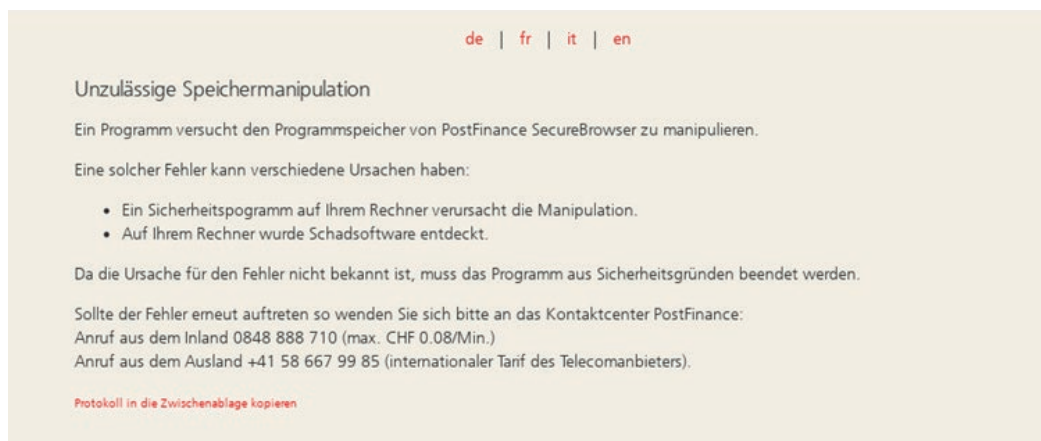 de | fr | it | en
Unzulässige Speichermanipulation
Ein Programm versucht den Programmspeicher von PostFinance SecureBrowser zu manipulieren.
Eine solcher Fehler kann verschiedene Ursachen haben:
• Ein Sicherheitspogramm auf Ihrem Rechner verursacht die Manipulation.
• Auf Ihrem Rechner wurde Schadsoftware entdeckt.
Da die Ursache für den Fehler nicht bekannt ist, muss das Programm aus Sicherheitsgründen beendet werden.
Sollte der Fehler erneut auftreten so wenden Sie sich bitte an das Kontaktcenter PostFinance:
Anruf aus dem Inland 0848 888 710 (max. CHF 0.08/Min.)
Anruf aus dem Ausland +41 58 667 99 85 (internationaler Tarif des Telecomanbieters).
Protokoll in die Zwischenablage kopieren